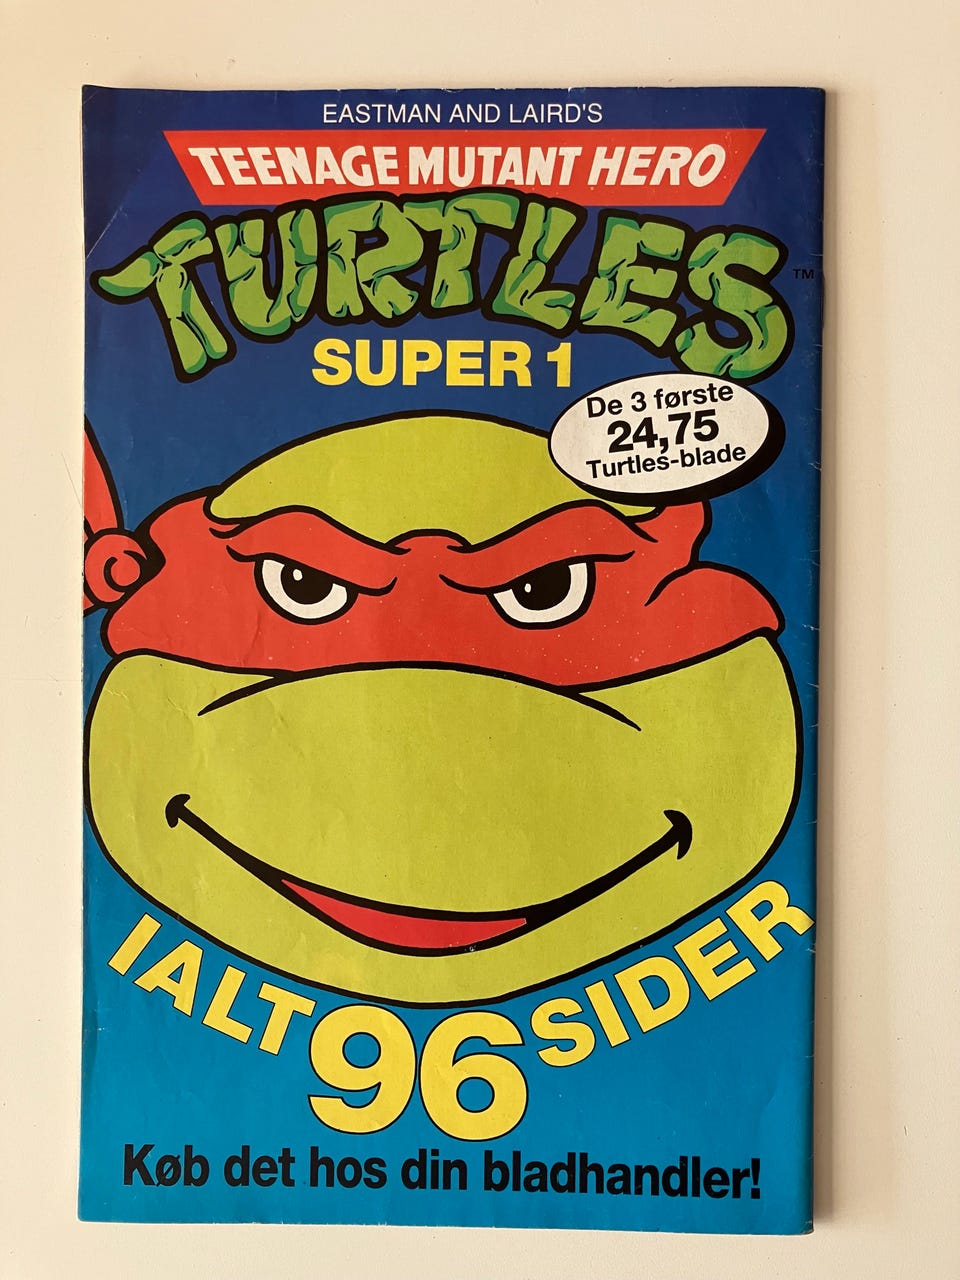 EASTMAN AND LAIRD'S
TEENAGE MUTANT HERO
TURTLES
TM
SUPER 1
De 3 første
24,75
Turtles-blade
IALT 96 SIDER
Køb det hos din bladhandler!